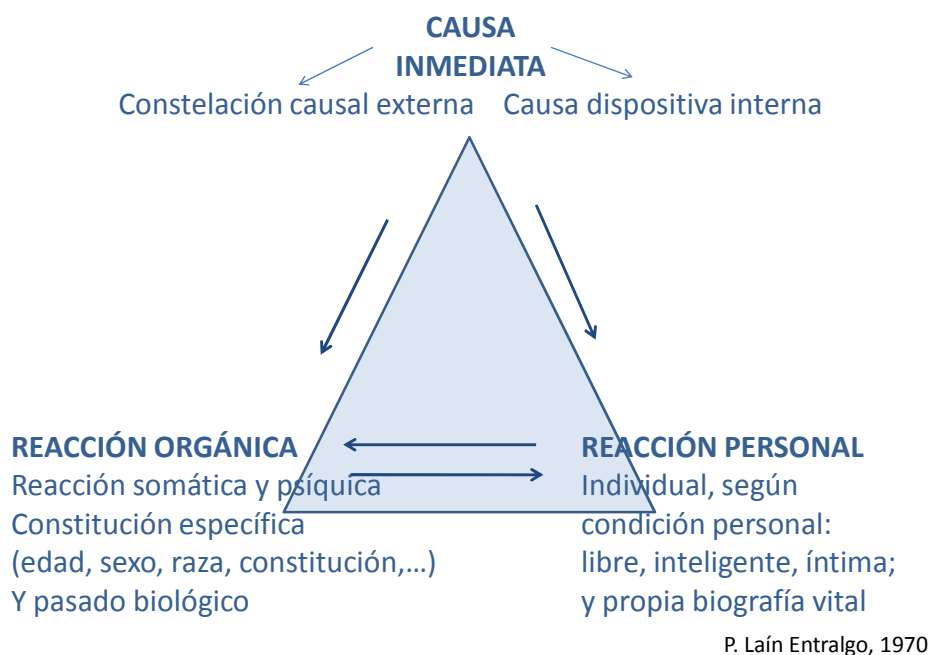 CAUSA
INMEDIATA
Constelación causal externa Causa dispositiva interna
REACCIÓN ORGÁNICA
Reacción somática y psíquica
Constitución específica
(edad, sexo, raza, constitución,...)
Y pasado biológico
REACCIÓN PERSONAL
Individual, según
condición personal:
libre, inteligente, íntima;
y propia biografía vital
P. Laín Entralgo, 1970